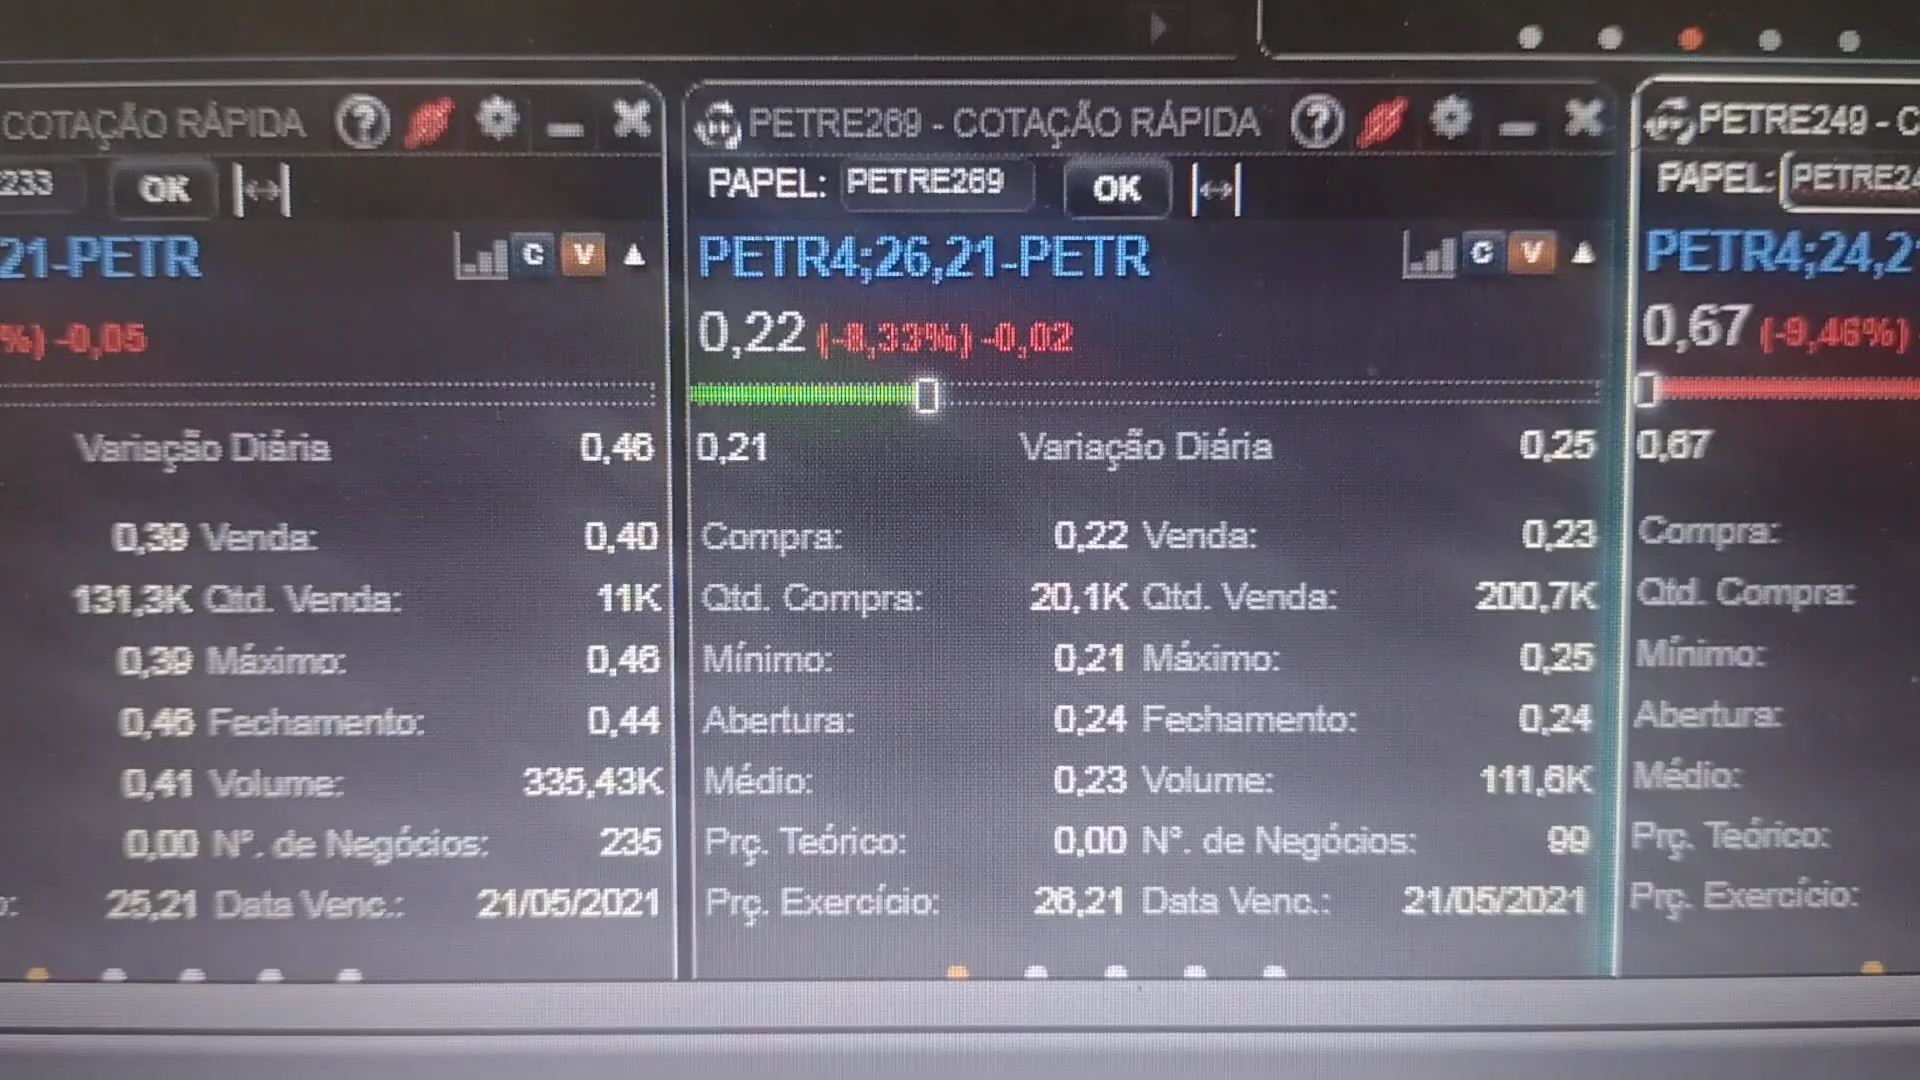 COTAÇÃO RÁPIDA
233 OK
21-PETR C V
%) -0,05
Variação Diária 0,46
0,39 Venda: 0,40
131,3K Qtd. Venda: 11K
0,39 Máximo: 0,46
0,46 Fechamento: 0,44
0,41 Volume: 335,43K
0,00 Nº. de Negócios: 235
o: 25,21 Data Venc.: 21/05/2021
PETRE269 - COTAÇÃO RÁPIDA
PAPEL: PETRE269 OK
PETR4;26,21-PETR C V
0,22 (-8,33%) -0,02
0,21 Variação Diária 0,25
Compra: 0,22 Venda: 0,23
Qtd. Compra: 20,1K Qtd. Venda: 200,7K
Mínimo: 0,21 Máximo: 0,25
Abertura: 0,24 Fechamento: 0,24
Médio: 0,23 Volume: 111,6K
Prç. Teórico: 0,00 Nº. de Negócios: 99
Prç. Exercício: 26,21 Data Venc.: 21/05/2021
PETRE249 - C
PAPEL: PETRE24
PETR4;24,21
0,67 (-9,46%)
0,67
Compra:
Qtd. Compra:
Mínimo:
Abertura:
Médio:
Prç. Teórico:
Prç. Exercício: